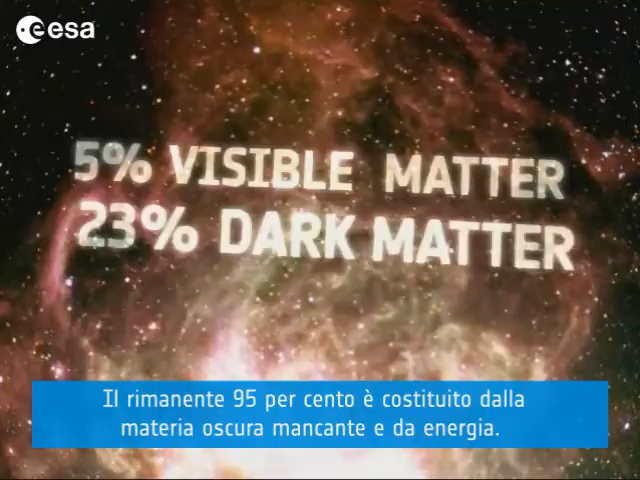 esa
5% VISIBLE MATTER
23% DARK MATTER
Il rimanente 95 per cento è costituito dalla
materia oscura mancante e da energia.